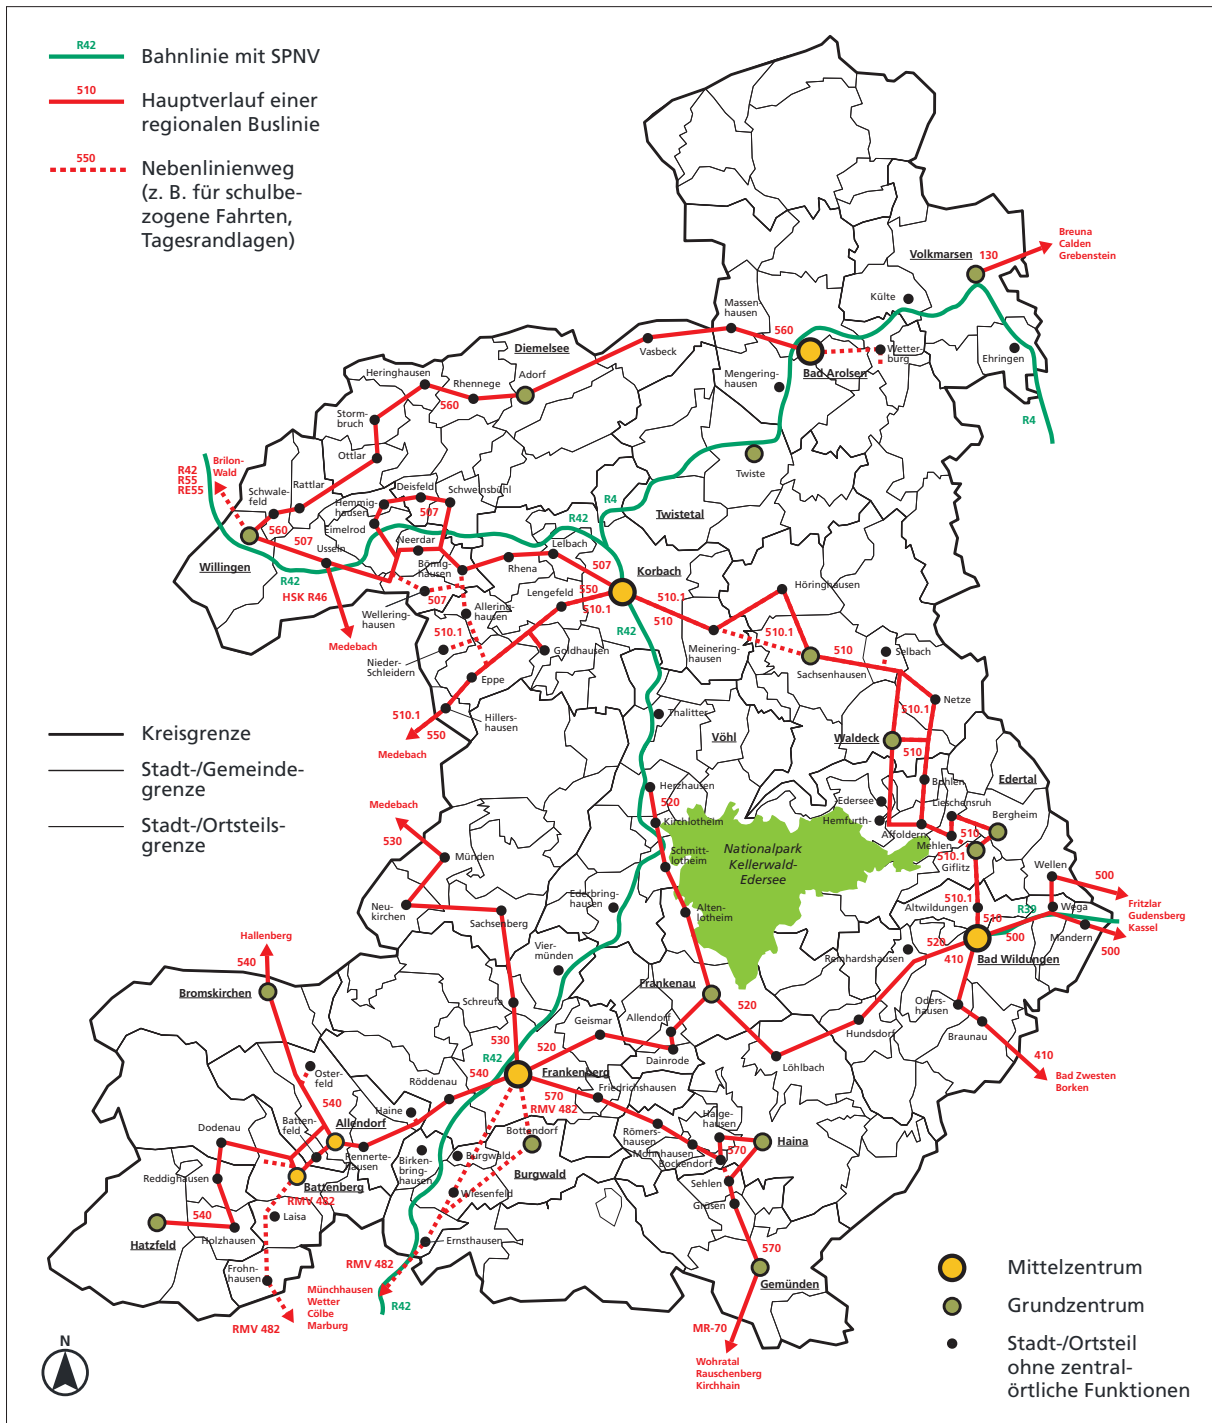 R42
Bahnlinie mit SPNV
510
Hauptverlauf einer
regionalen Buslinie
550
Nebenlinienweg
(z. B. für schulbe-
zogene Fahrten,
Tagesrandlagen)
Breuna
Calden
Grebenstein
Volkmarsen
130
Külte
Massen-
hausen
560
Wetter-
burg
Ehringen
R4
Bad Arolsen
Mengering-
hausen
Vasbeck
Diemelsee
Adorf
Heringhausen
Rhennege
560
Storm-
bruch
Ottlar
Twiste
Twistetal
R4
R42
R42
R55
RE55
Brilon-
Wald
Rattlar
Schwale-
feld
560
507
Usseln
Willingen
R42
HSK R46
Medebach
Deisfeld
Schweinsbühl
Hemmig-
hausen
507
Eimelrod
Neerdar
Bömig-
hausen
Welleringhausen
507
Rhena
Lelbach
507
Korbach
Lengefeld
550
510.1
R42
Allering-
hausen
510.1
Nieder-
Schleidern
Goldhausen
Eppe
Hillers-
hausen
510.1
550
Medebach
510.1
510
Höringhausen
510.1
Meinering-
hausen
510
Sachsenhausen
Selbach
Netze
510.1
Waldeck
510
Thalitter
Vöhl
Kreisgrenze
Stadt-/Gemeinde-
grenze
Stadt-/Ortsteils-
grenze
Edertal
Buhlen
Edersee
Lieschensruh
Bergheim
Hemfurth-
Affoldern
510
Mehlen
510.1
Giflitz
Herzhausen
520
Kirchlotheim
Schmitt-
lotheim
Nationalpark
Kellerwald-
Edersee
Alten-
lotheim
Medebach
530
Münden
Neu-
kirchen
Sachsenberg
Ederbring-
hausen
Vier-
münden
Wellen
500
Fritzlar
Gudensberg
Kassel
Wega
R39
Mandern
500
510.1
Altwildungen
510
520
500
410
Bad Wildungen
Reinhardshausen
Oders-
hausen
Braunau
410
Bad Zwesten
Borken
Hallenberg
540
Bromskirchen
Schreufa
530
R42
Frankenau
520
Geismar
Allendorf
520
Dainrode
Löhlbach
Hundsdorf
Frankenberg
540
570
RMV 482
Friedrichshausen
Röddenau
Oster-
feld
540
Haine
Batten-
feld
Allendorf
Rennerte-
hausen
Dodenau
Battenberg
RMV 482
Reddighausen
540
Holzhausen
Hatzfeld
Laisa
Frohn-
hausen
RMV 482
Birken-
bring-
hausen
Burgwald
Bottendorf
Burgwald
Wiesenfeld
Ernsthausen
RMV 482
Münchhausen
Wetter
Cölbe
Marburg
R42
Römers-
hausen
Mohnhausen
Bockendorf
Halge-
hausen
570
Haina
Sehlen
Grüsen
570
Gemünden
MR-70
Wohratal
Rauschenberg
Kirchhain
N
Mittelzentrum
Grundzentrum
Stadt-/Ortsteil
ohne zentral-
örtliche Funktionen